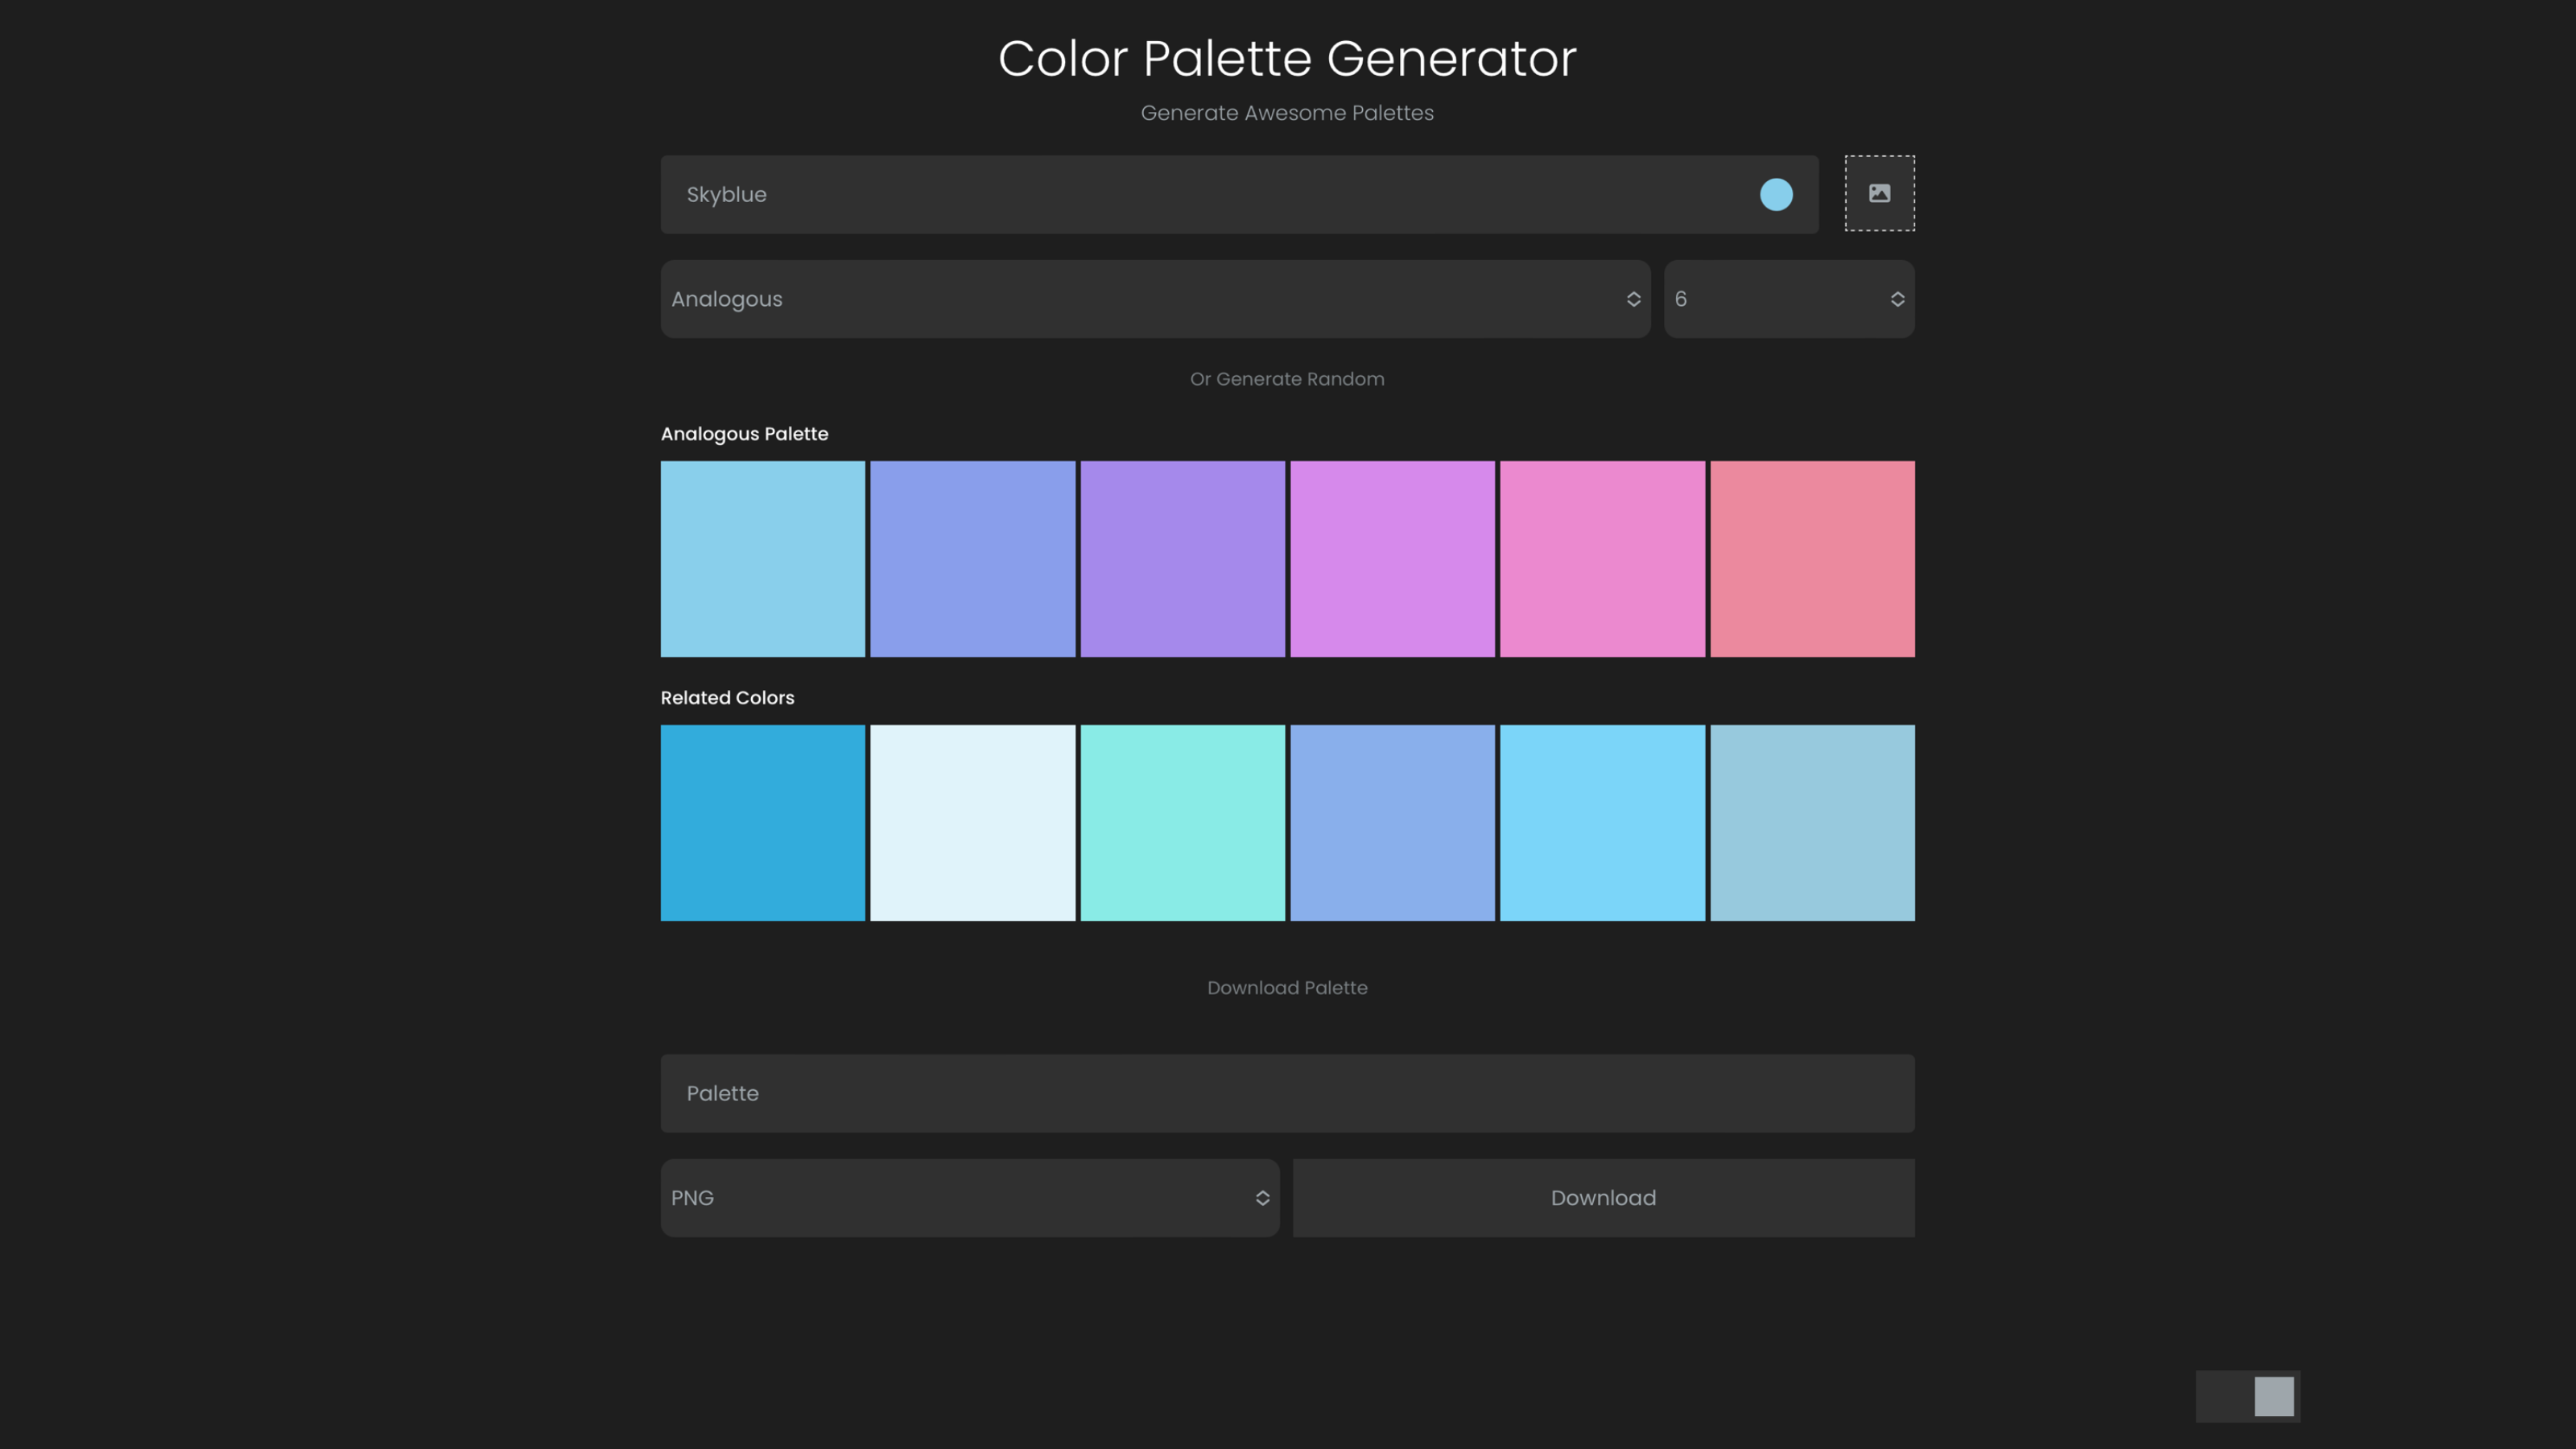 Color Palette Generator
Generate Awesome Palettes
Skyblue
Analogous
6
Or Generate Random
Analogous Palette
Related Colors
Download Palette
Palette
PNG
Download